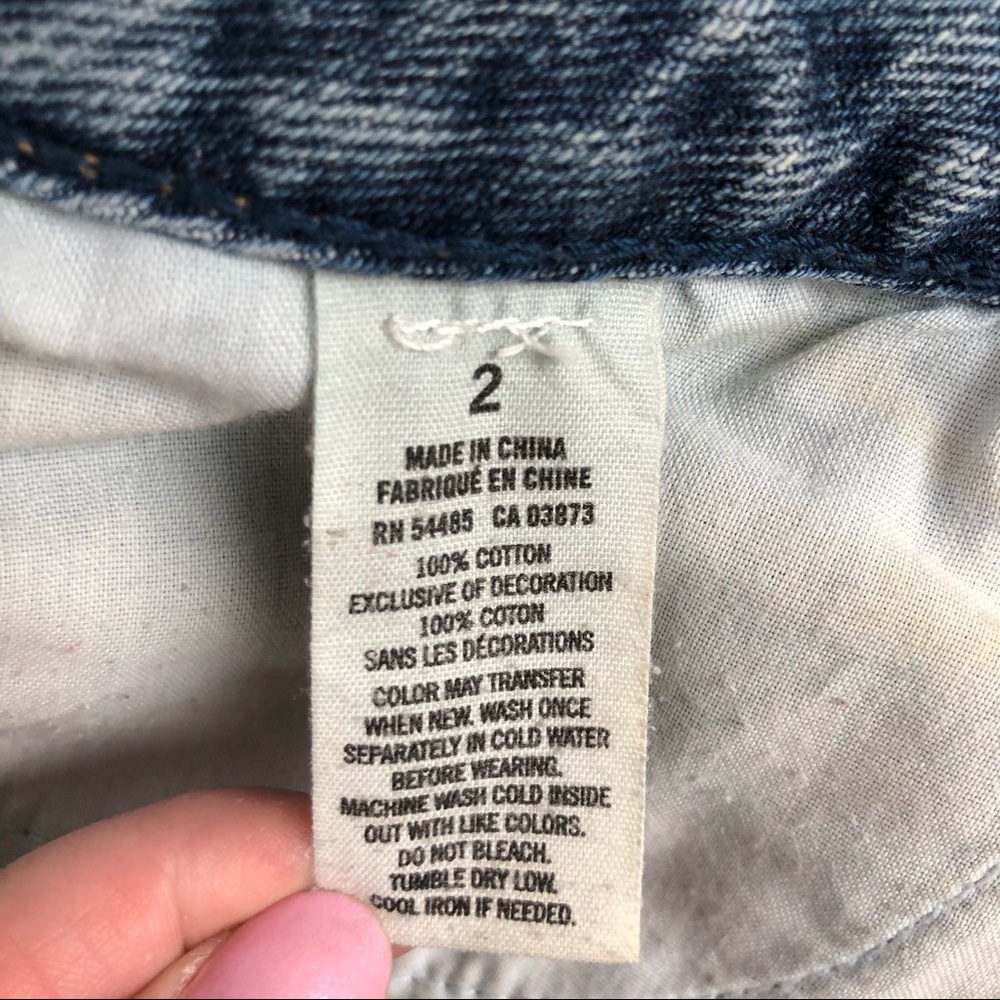 2
MADE IN CHINA
FABRIQUÉ EN CHINE
RN 54485 CA 03873
100% COTTON
EXCLUSIVE OF DECORATION
100% COTON
SANS LES DÉCORATIONS
COLOR MAY TRANSFER
WHEN NEW. WASH ONCE
SEPARATELY IN COLD WATER
BEFORE WEARING.
MACHINE WASH COLD INSIDE
OUT WITH LIKE COLORS.
DO NOT BLEACH.
TUMBLE DRY LOW.
COOL IRON IF NEEDED.